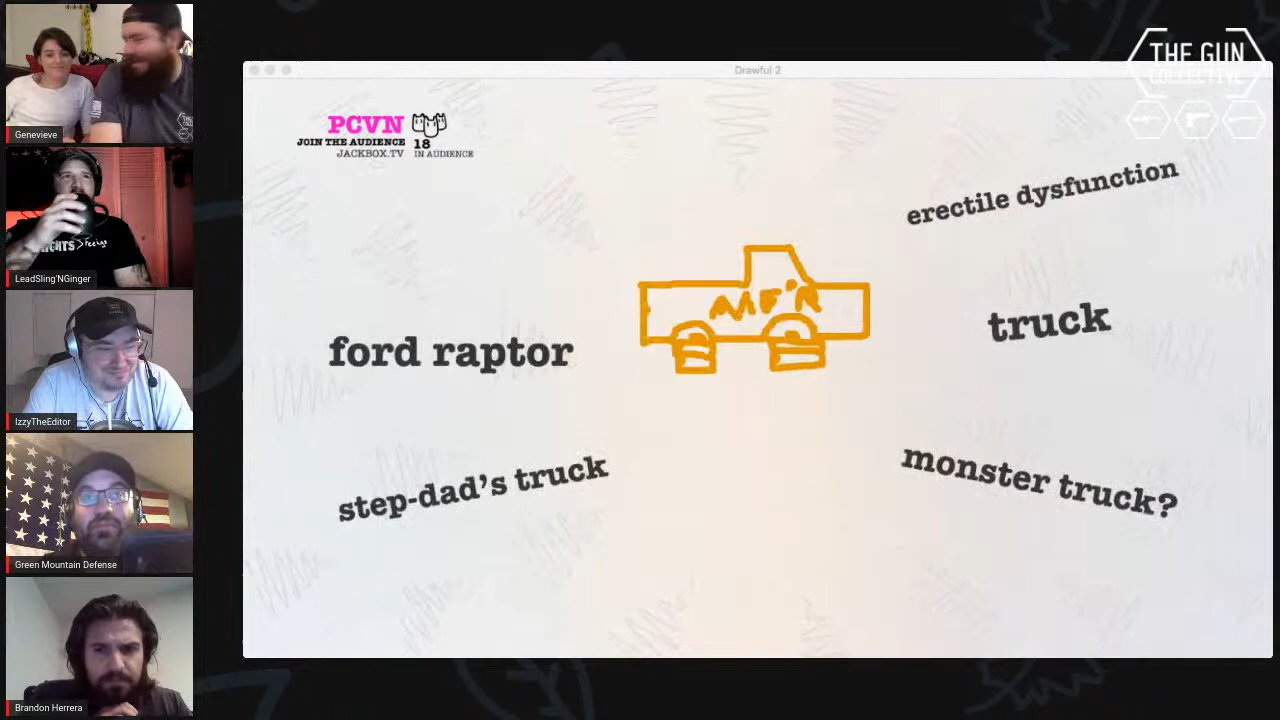 Drawful 2
THE GUN
COLLECTIVE
PCVN
JOIN THE AUDIENCE
JACKBOX.TV
18
IN AUDIENCE
erectile dysfunction
ford raptor
truck
step-dad's truck
monster truck?
Genevieve
LeadSling'NGinger
IzzyTheEditor
Green Mountain Defense
Brandon Herrera